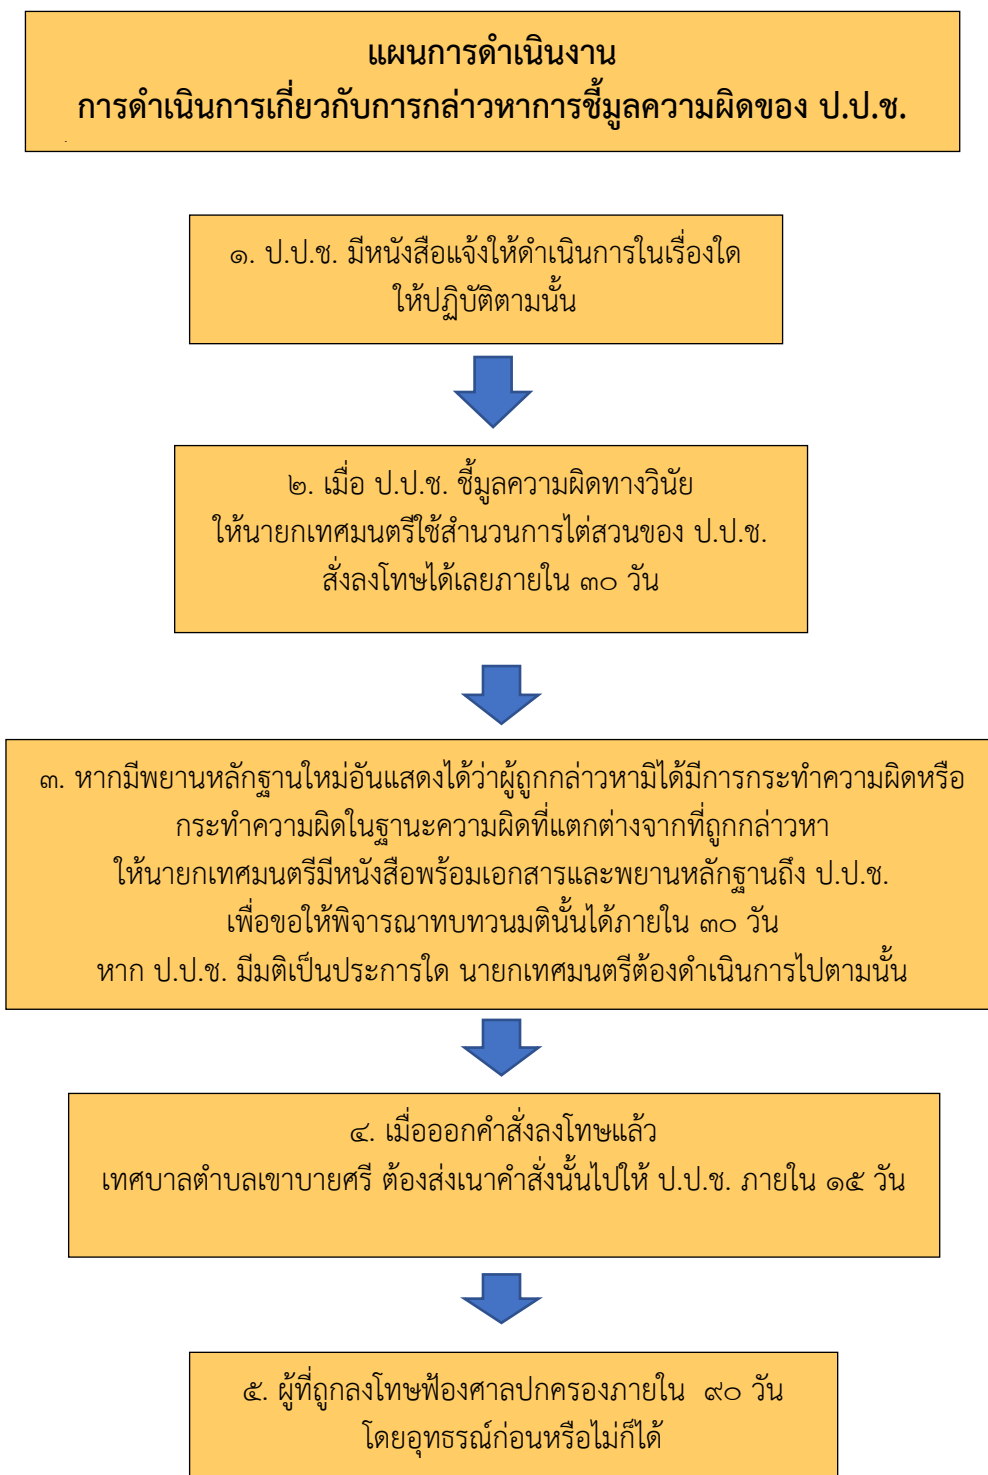 แผนการดำเนินงาน
การดำเนินการเกี่ยวกับการกล่าวหาการชี้มูลความผิดของ ป.ป.ช.
๑. ป.ป.ช. มีหนังสือแจ้งให้ดำเนินการในเรื่องใด
ให้ปฏิบัติตามนั้น
๒. เมื่อ ป.ป.ช. ชี้มูลความผิดทางวินัย
ให้นายกเทศมนตรีใช้สำนวนการไต่สวนของ ป.ป.ช.
สั่งลงโทษได้เลยภายใน ๓๐ วัน
๓. หากมีพยานหลักฐานใหม่อันแสดงได้ว่าผู้ถูกกล่าวหามิได้มีการกระทำความผิดหรือ
กระทำความผิดในฐานะความผิดที่แตกต่างจากที่ถูกกล่าวหา
ให้นายกเทศมนตรีมีหนังสือพร้อมเอกสารและพยานหลักฐานถึง ป.ป.ช.
เพื่อขอให้พิจารณาทบทวนมตินั้นได้ภายใน ๓๐ วัน
หาก ป.ป.ช. มีมติเป็นประการใด นายกเทศมนตรีต้องดำเนินการไปตามนั้น
๔. เมื่อออกคำสั่งลงโทษแล้ว
เทศบาลตำบลเขาบายศรี ต้องส่งเนาคำสั่งนั้นไปให้ ป.ป.ช. ภายใน ๑๕ วัน
๕. ผู้ที่ถูกลงโทษฟ้องศาลปกครองภายใน ๙๐ วัน
โดยอุทธรณ์ก่อนหรือไม่ก็ได้